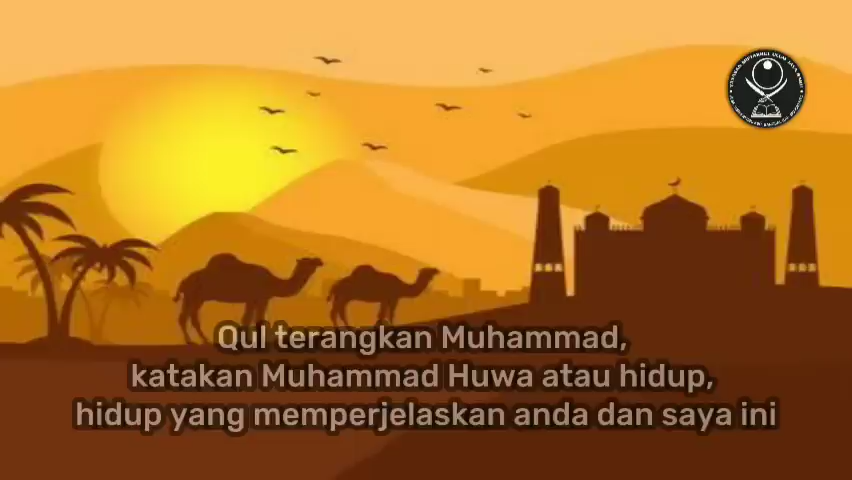 Qul terangkan Muhammad,
katakan Muhammad Huwa atau hidup,
hidup yang memperjelaskan anda dan saya ini